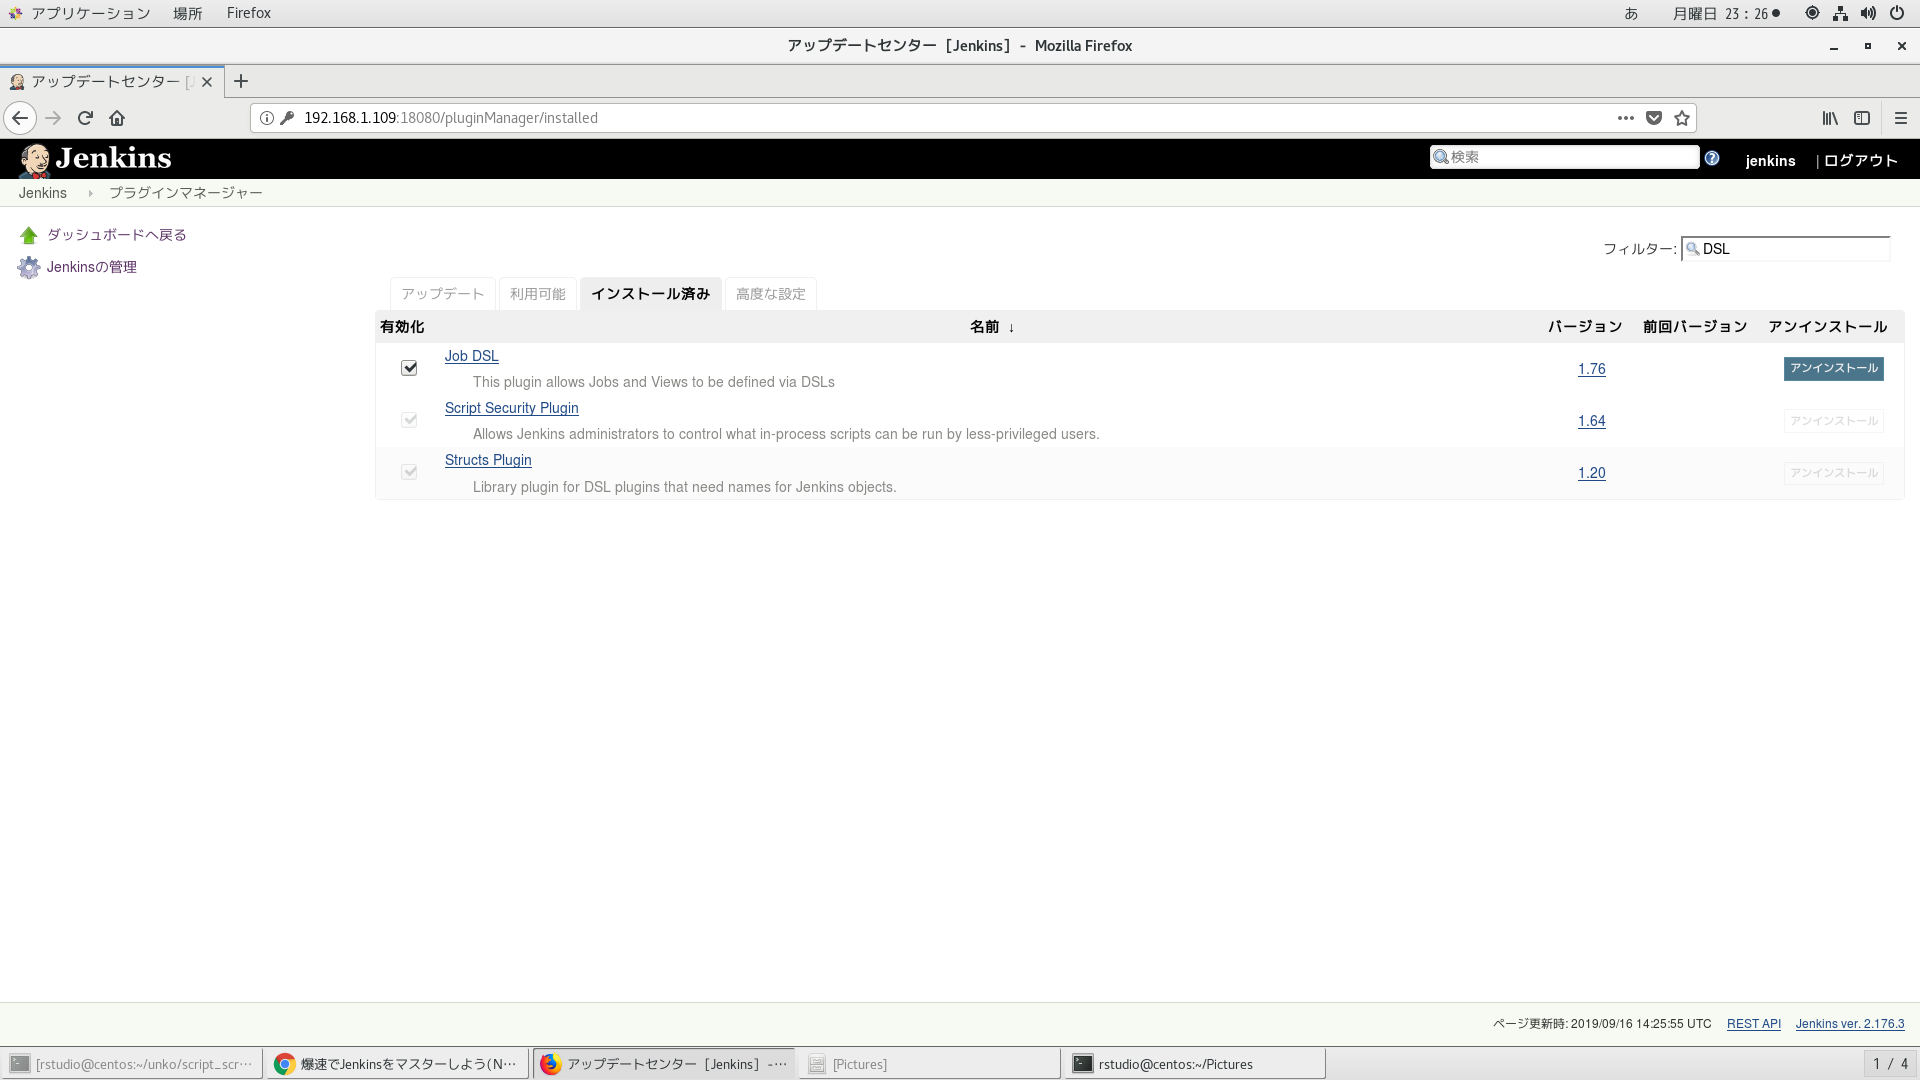 アプリケーション 場所 Firefox あ 月曜日 23：26
アップデートセンター [Jenkins] - Mozilla Firefox
アップデートセンター [J
192.168.1.109:18080/pluginManager/installed
Jenkins 検索 jenkins | ログアウト
Jenkins プラグインマネージャー
ダッシュボードへ戻る
Jenkinsの管理
フィルター: DSL
アップデート 利用可能 インストール済み 高度な設定
有効化 名前 ↓ バージョン 前回バージョン アンインストール
Job DSL
This plugin allows Jobs and Views to be defined via DSLs
1.76 アンインストール
Script Security Plugin
Allows Jenkins administrators to control what in-process scripts can be run by less-privileged users.
1.64 アンインストール
Structs Plugin
Library plugin for DSL plugins that need names for Jenkins objects.
1.20 アンインストール
ページ更新時: 2019/09/16 14:25:55 UTC REST API Jenkins ver. 2.176.3
[rstudio@centos:~/unko/script_scr… 爆速でJenkinsをマスターしよう(N… アップデートセンター [Jenkins] -… [Pictures] rstudio@centos:~/Pictures 1 / 4